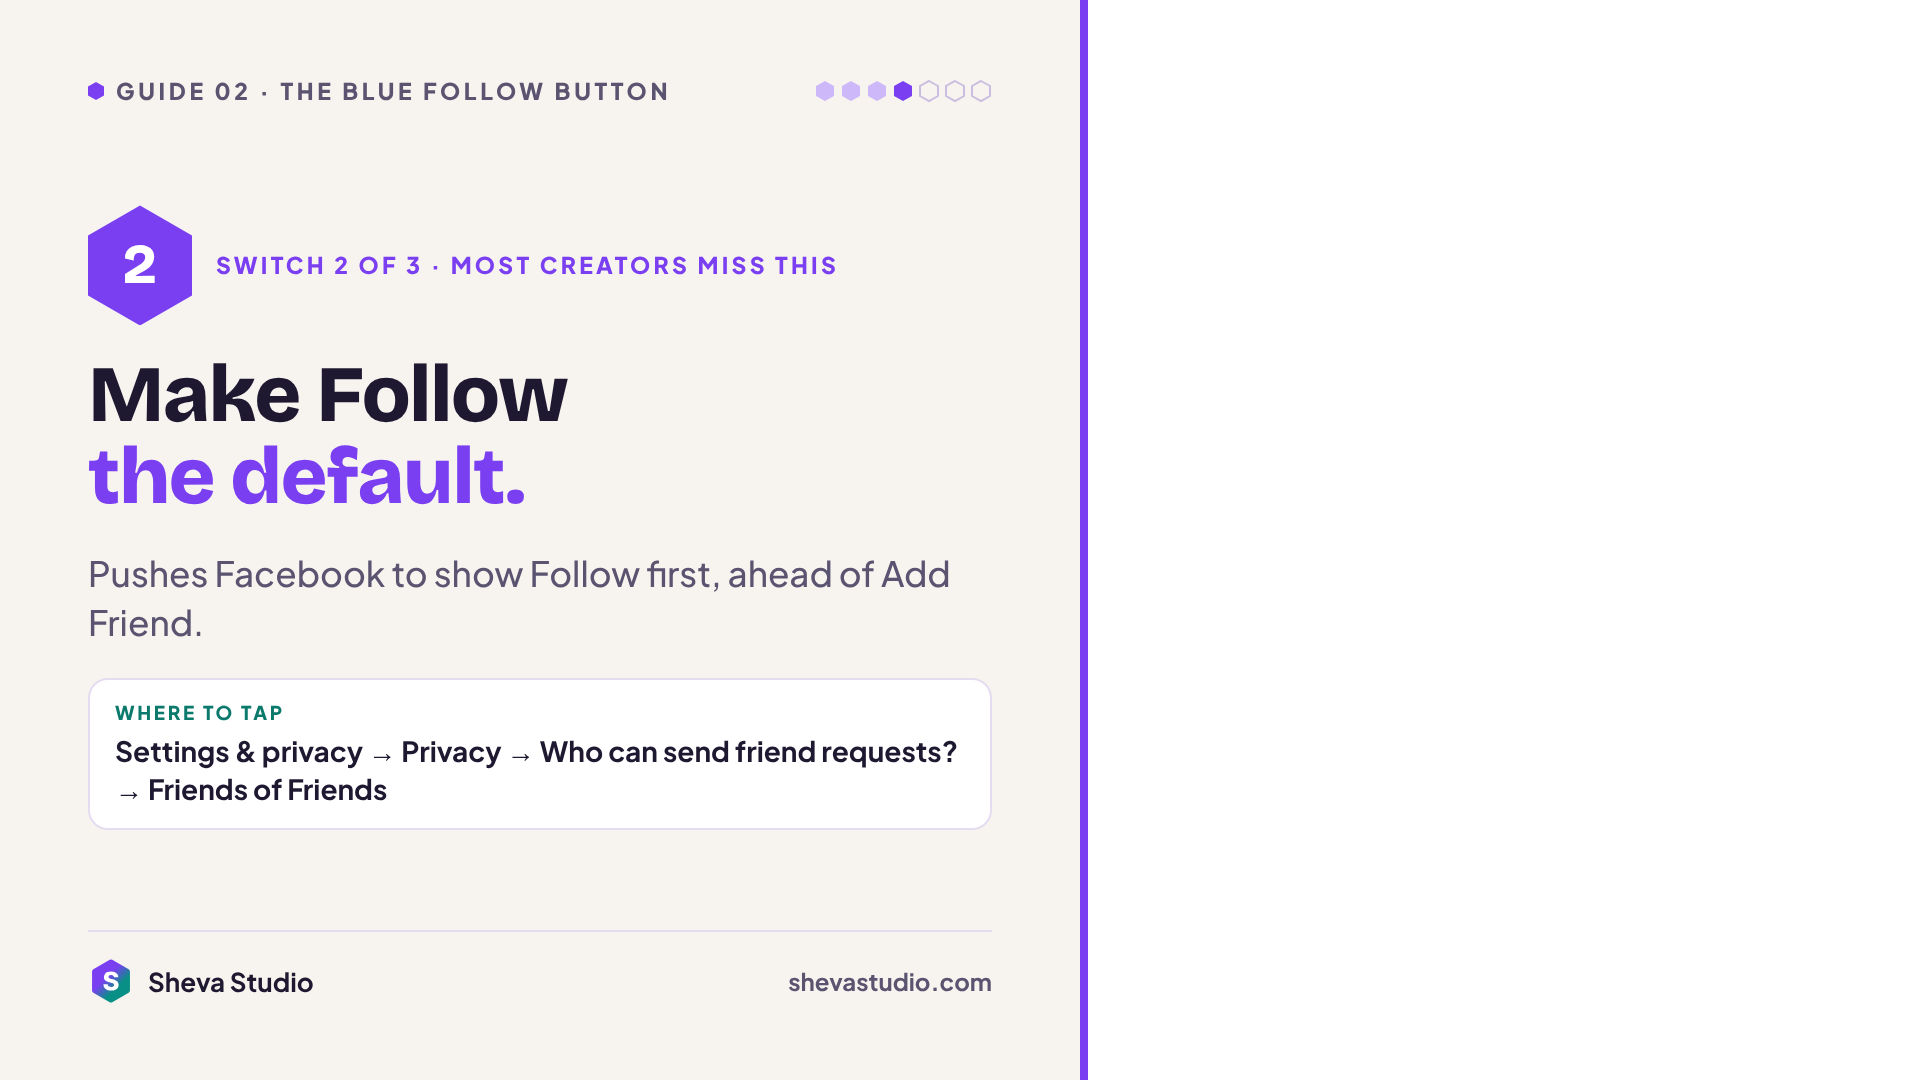 GUIDE 02 · THE BLUE FOLLOW BUTTON
2
SWITCH 2 OF 3 · MOST CREATORS MISS THIS
Make Follow
the default.
Pushes Facebook to show Follow first, ahead of Add
Friend.
WHERE TO TAP
Settings & privacy → Privacy → Who can send friend requests?
→ Friends of Friends
S Sheva Studio
shevastudio.com